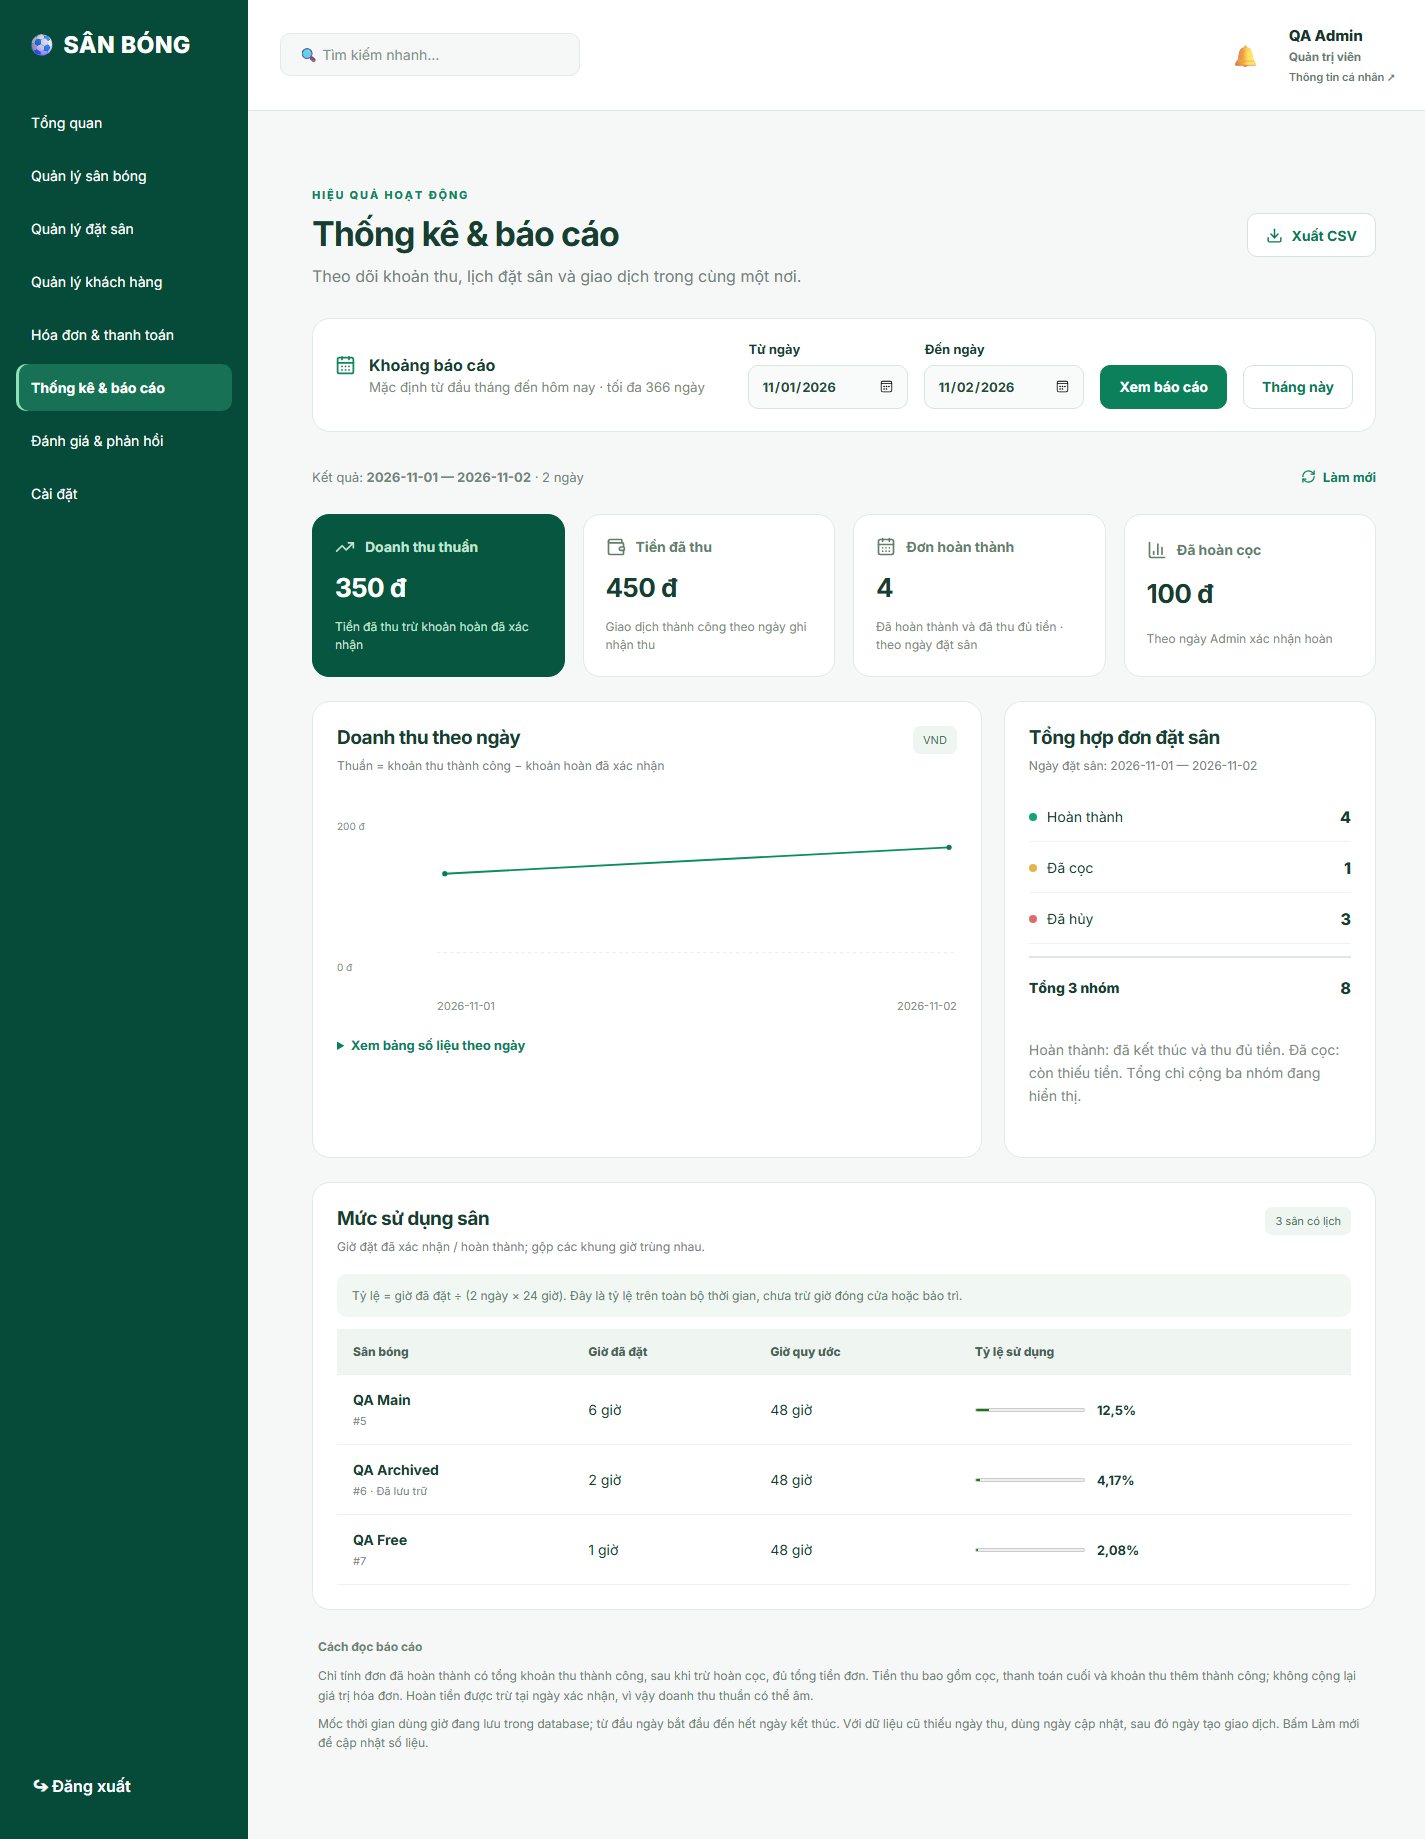 SÂN BÓNG
Tổng quan
Quản lý sân bóng
Quản lý đặt sân
Quản lý khách hàng
Hóa đơn & thanh toán
Thống kê & báo cáo
Đánh giá & phản hồi
Cài đặt
Đăng xuất
Tìm kiếm nhanh...
QA Admin
Quản trị viên
Thông tin cá nhân ↗
HIỆU QUẢ HOẠT ĐỘNG
Thống kê & báo cáo
Theo dõi khoản thu, lịch đặt sân và giao dịch trong cùng một nơi.
Xuất CSV
Khoảng báo cáo
Mặc định từ đầu tháng đến hôm nay · tối đa 366 ngày
Từ ngày
11/01/2026
Đến ngày
11/02/2026
Xem báo cáo
Tháng này
Kết quả: 2026-11-01 — 2026-11-02 · 2 ngày
Làm mới
Doanh thu thuần
350 đ
Tiền đã thu trừ khoản hoàn đã xác
nhận
Tiền đã thu
450 đ
Giao dịch thành công theo ngày ghi
nhận thu
Đơn hoàn thành
4
Đã hoàn thành và đã thu đủ tiền ·
theo ngày đặt sân
Đã hoàn cọc
100 đ
Theo ngày Admin xác nhận hoàn
Doanh thu theo ngày
VND
Thuần = khoản thu thành công − khoản hoàn đã xác nhận
200 đ
0 đ
2026-11-01
2026-11-02
▶ Xem bảng số liệu theo ngày
Tổng hợp đơn đặt sân
Ngày đặt sân: 2026-11-01 — 2026-11-02
Hoàn thành 4
Đã cọc 1
Đã hủy 3
Tổng 3 nhóm 8
Hoàn thành: đã kết thúc và thu đủ tiền. Đã cọc:
còn thiếu tiền. Tổng chỉ cộng ba nhóm đang
hiển thị.
Mức sử dụng sân
3 sân có lịch
Giờ đặt đã xác nhận / hoàn thành; gộp các khung giờ trùng nhau.
Tỷ lệ = giờ đã đặt ÷ (2 ngày × 24 giờ). Đây là tỷ lệ trên toàn bộ thời gian, chưa trừ giờ đóng cửa hoặc bảo trì.
Sân bóng Giờ đã đặt Giờ quy ước Tỷ lệ sử dụng
QA Main
#5
6 giờ 48 giờ 12,5%
QA Archived
#6 · Đã lưu trữ
2 giờ 48 giờ 4,17%
QA Free
#7
1 giờ 48 giờ 2,08%
Cách đọc báo cáo
Chỉ tính đơn đã hoàn thành có tổng khoản thu thành công, sau khi trừ hoàn cọc, đủ tổng tiền đơn. Tiền thu bao gồm cọc, thanh toán cuối và khoản thu thêm thành công; không cộng lại
giá trị hóa đơn. Hoàn tiền được trừ tại ngày xác nhận, vì vậy doanh thu thuần có thể âm.
Mốc thời gian dùng giờ đang lưu trong database; từ đầu ngày bắt đầu đến hết ngày kết thúc. Với dữ liệu cũ thiếu ngày thu, dùng ngày cập nhật, sau đó ngày tạo giao dịch. Bấm Làm mới
để cập nhật số liệu.